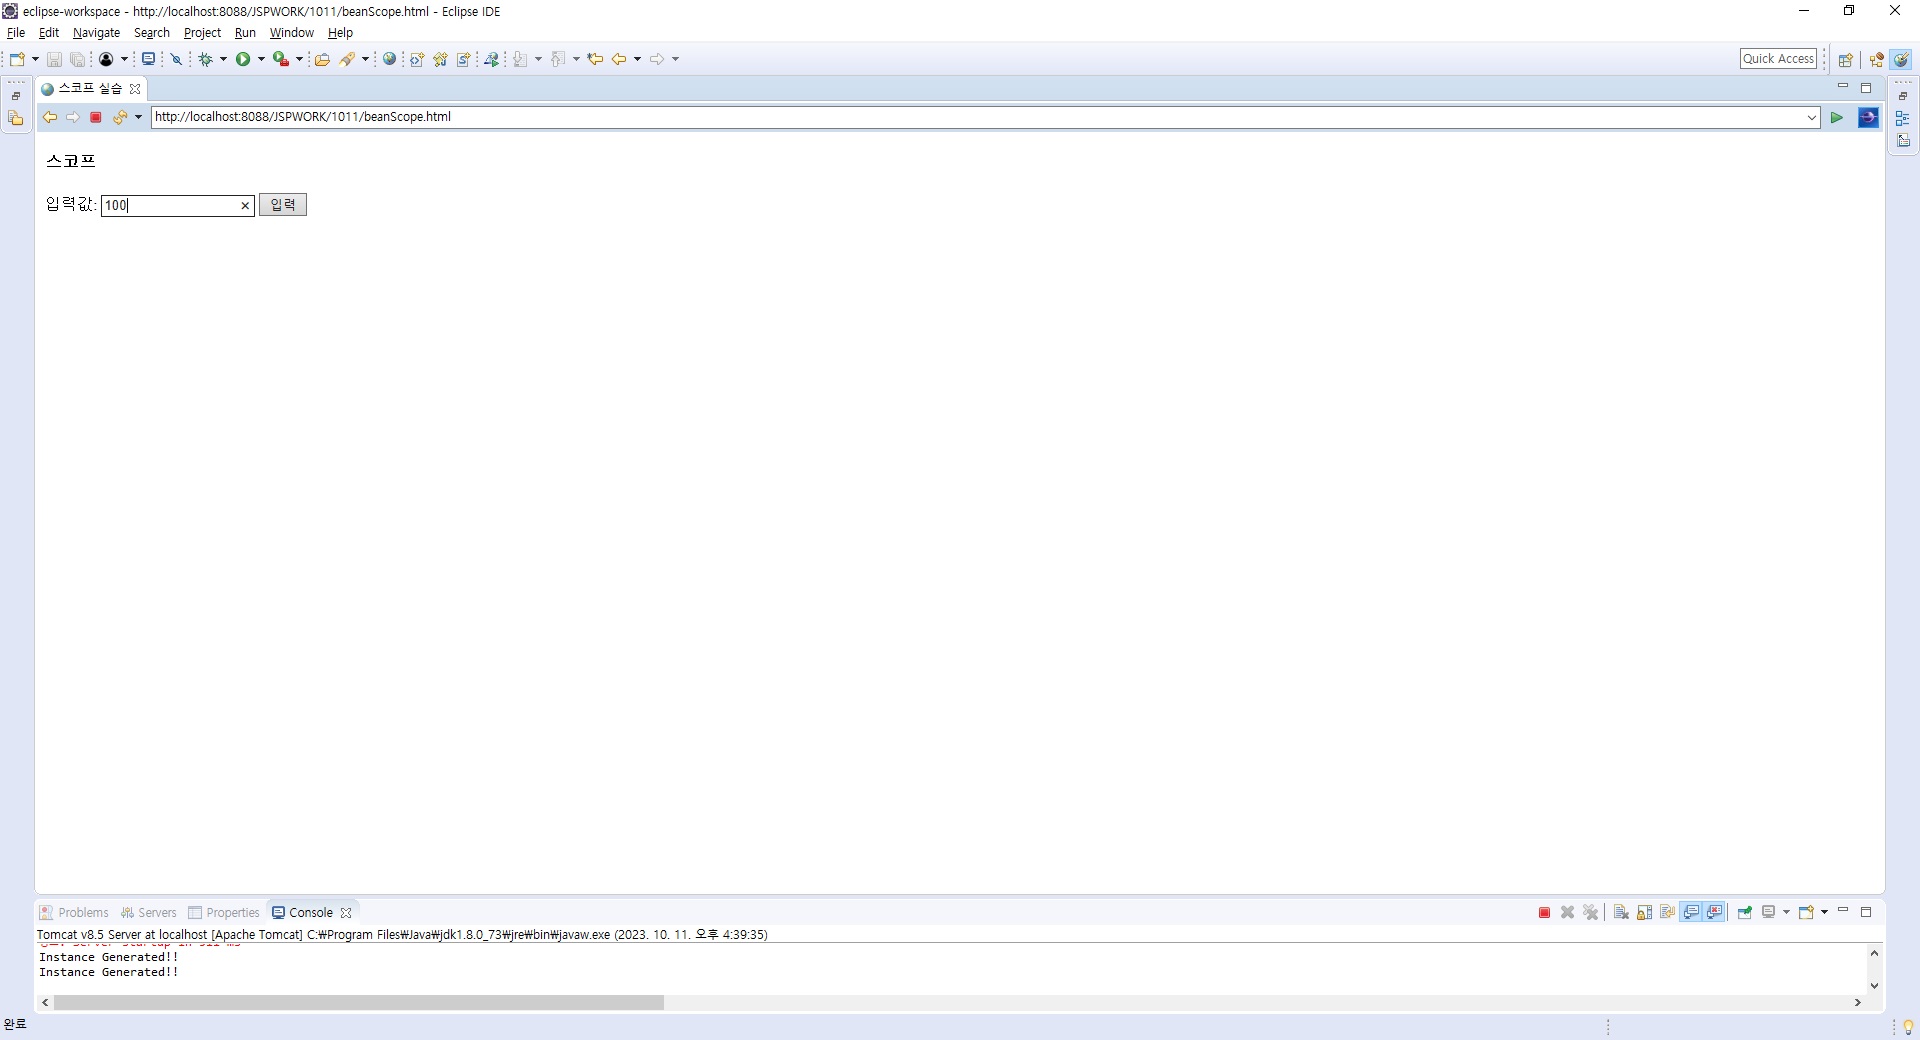 eclipse-workspace - http://localhost:8088/JSPWORK/1011/beanScope.html - Eclipse IDE
File Edit Navigate Search Project Run Window Help
Quick Access
스코프 실습
http://localhost:8088/JSPWORK/1011/beanScope.html
스코프
입력값: 100 입력
Problems Servers Properties Console
Tomcat v8.5 Server at localhost [Apache Tomcat] C:₩Program Files₩Java₩jdk1.8.0_73₩jre₩bin₩javaw.exe (2023. 10. 11. 오후 4:39:35)
Instance Generated!!
Instance Generated!!
완료